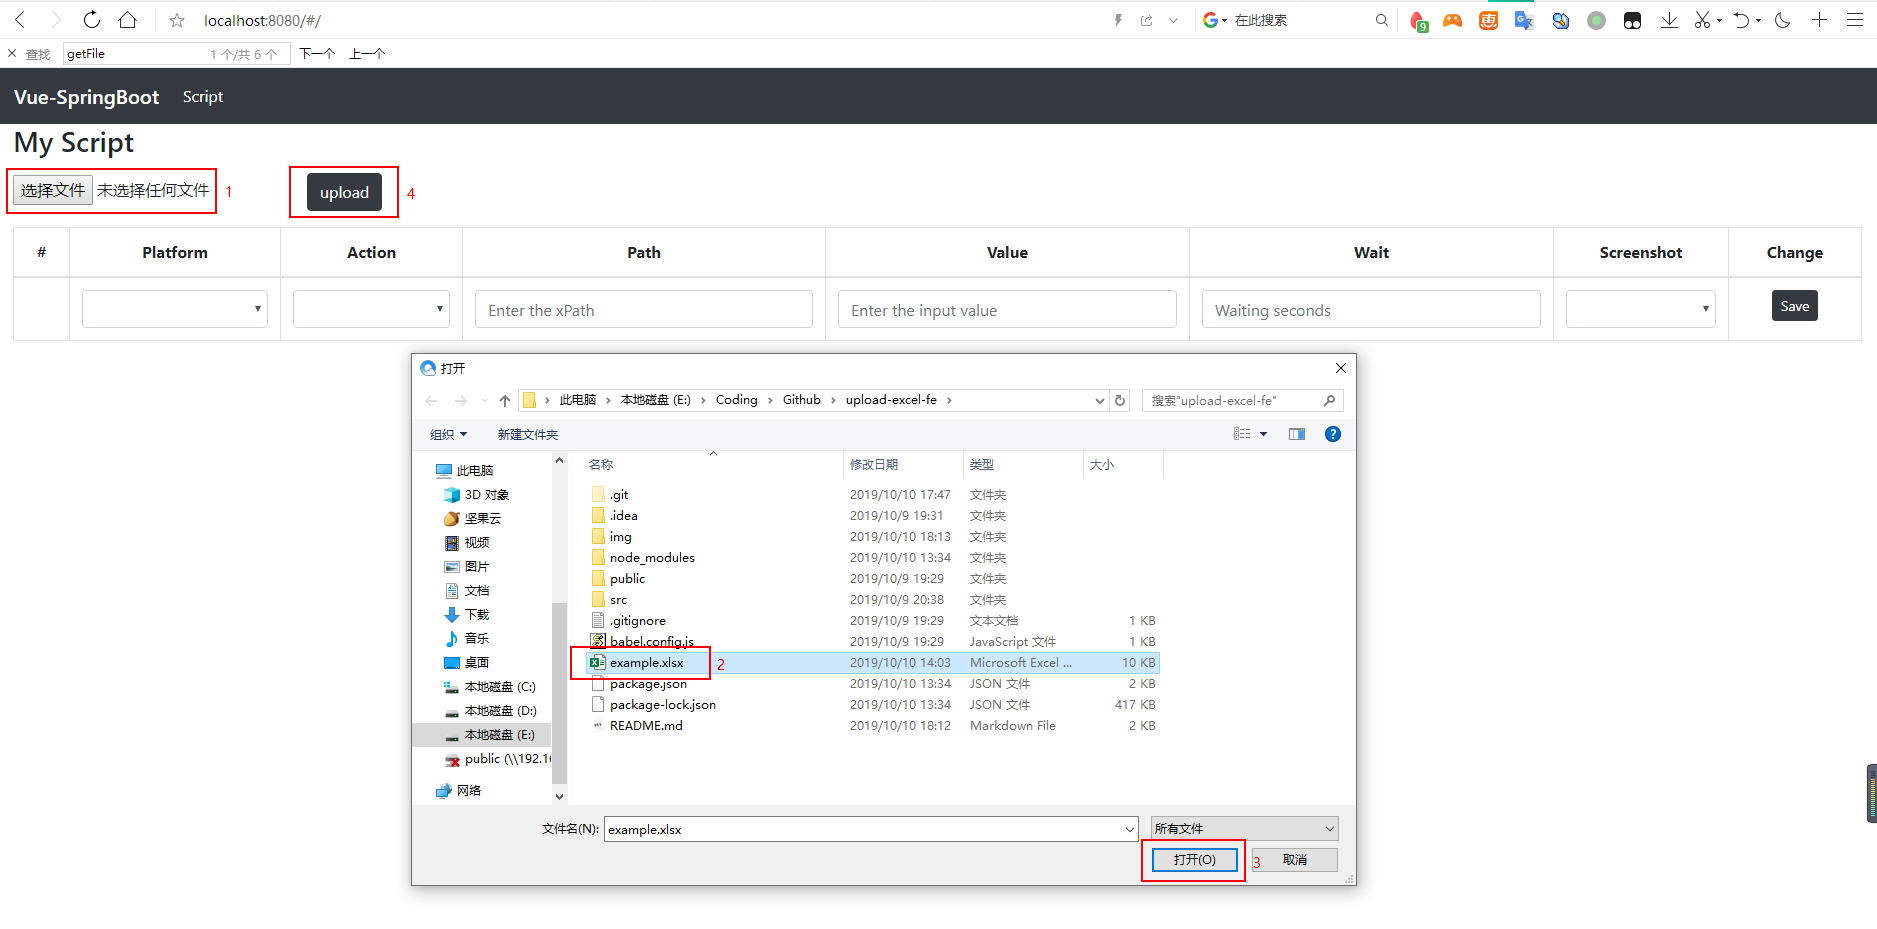 localhost:8080/#/
在此搜索
9
查找 getFile 1 个/共 6 个 下一个 上一个
Vue-SpringBoot Script
My Script
选择文件 未选择任何文件 1 upload 4
# Platform Action Path Value Wait Screenshot Change
Enter the xPath Enter the input value Waiting seconds Save
打开
此电脑 本地磁盘 (E:) Coding Github upload-excel-fe 搜索"upload-excel-fe"
组织 新建文件夹
名称 修改日期 类型 大小
此电脑
3D 对象
坚果云
视频
图片
文档
下载
音乐
桌面
本地磁盘 (C:)
本地磁盘 (D:)
本地磁盘 (E:)
public (\\192.16
网络
.git 2019/10/10 17:47 文件夹
.idea 2019/10/9 19:31 文件夹
img 2019/10/10 18:13 文件夹
node_modules 2019/10/10 13:34 文件夹
public 2019/10/9 19:29 文件夹
src 2019/10/9 20:38 文件夹
.gitignore 2019/10/9 19:29 文本文档 1 KB
babel.config.js 2019/10/9 19:29 JavaScript 文件 1 KB
example.xlsx 2 2019/10/10 14:03 Microsoft Excel ... 10 KB
package.json 2019/10/10 13:34 JSON 文件 2 KB
package-lock.json 2019/10/10 13:34 JSON 文件 417 KB
README.md 2019/10/10 18:12 Markdown File 2 KB
文件名(N): example.xlsx 所有文件
打开(O) 3 取消